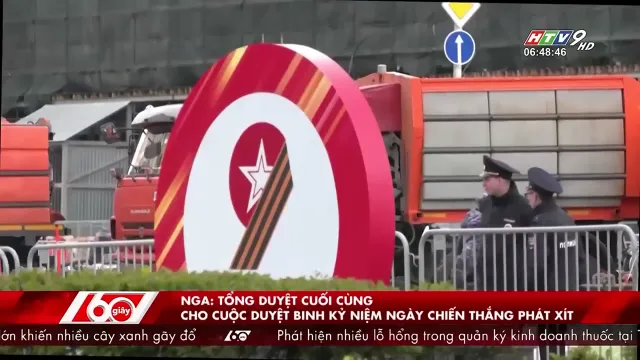 HTV9 HD
06:48:46
9
60 giây
NGA: TỔNG DUYỆT CUỐI CÙNG
CHO CUỘC DUYỆT BINH KỶ NIỆM NGÀY CHIẾN THẮNG PHÁT XÍT
ớn khiến nhiều cây xanh gãy đổ Phát hiện nhiều lỗ hổng trong quản ký kinh doanh thuốc tại